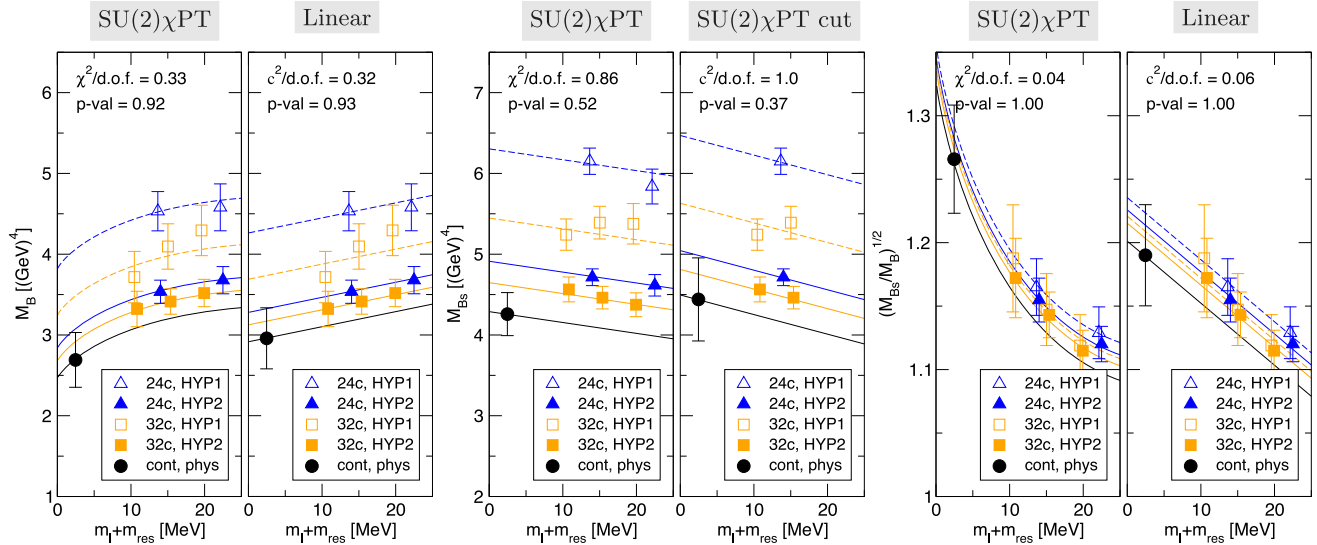 SU(2)χPT
Linear
SU(2)χPT
SU(2)χPT cut
SU(2)χPT
Linear
M_B [(GeV)^4]
6
5
4
3
2
1
χ^2/d.o.f. = 0.33
p-val = 0.92
24c, HYP1
24c, HYP2
32c, HYP1
32c, HYP2
cont, phys
0 10 20
m_l+m_res [MeV]
c^2/d.o.f. = 0.32
p-val = 0.93
24c, HYP1
24c, HYP2
32c, HYP1
32c, HYP2
cont, phys
0 10 20
m_l+m_res [MeV]
M_Bs [(GeV)^4]
7
6
5
4
3
2
χ^2/d.o.f. = 0.86
p-val = 0.52
24c, HYP1
24c, HYP2
32c, HYP1
32c, HYP2
cont, phys
0 10 20
m_l+m_res [MeV]
c^2/d.o.f. = 1.0
p-val = 0.37
24c, HYP1
24c, HYP2
32c, HYP1
32c, HYP2
cont, phys
0 10 20
m_l+m_res [MeV]
(M_Bs/M_B)^1/2
1.3
1.2
1.1
1
χ^2/d.o.f. = 0.04
p-val = 1.00
24c, HYP1
24c, HYP2
32c, HYP1
32c, HYP2
cont, phys
0 10 20
m_l+m_res [MeV]
c^2/d.o.f. = 0.06
p-val = 1.00
24c, HYP1
24c, HYP2
32c, HYP1
32c, HYP2
cont, phys
0 10 20
m_l+m_res [MeV]